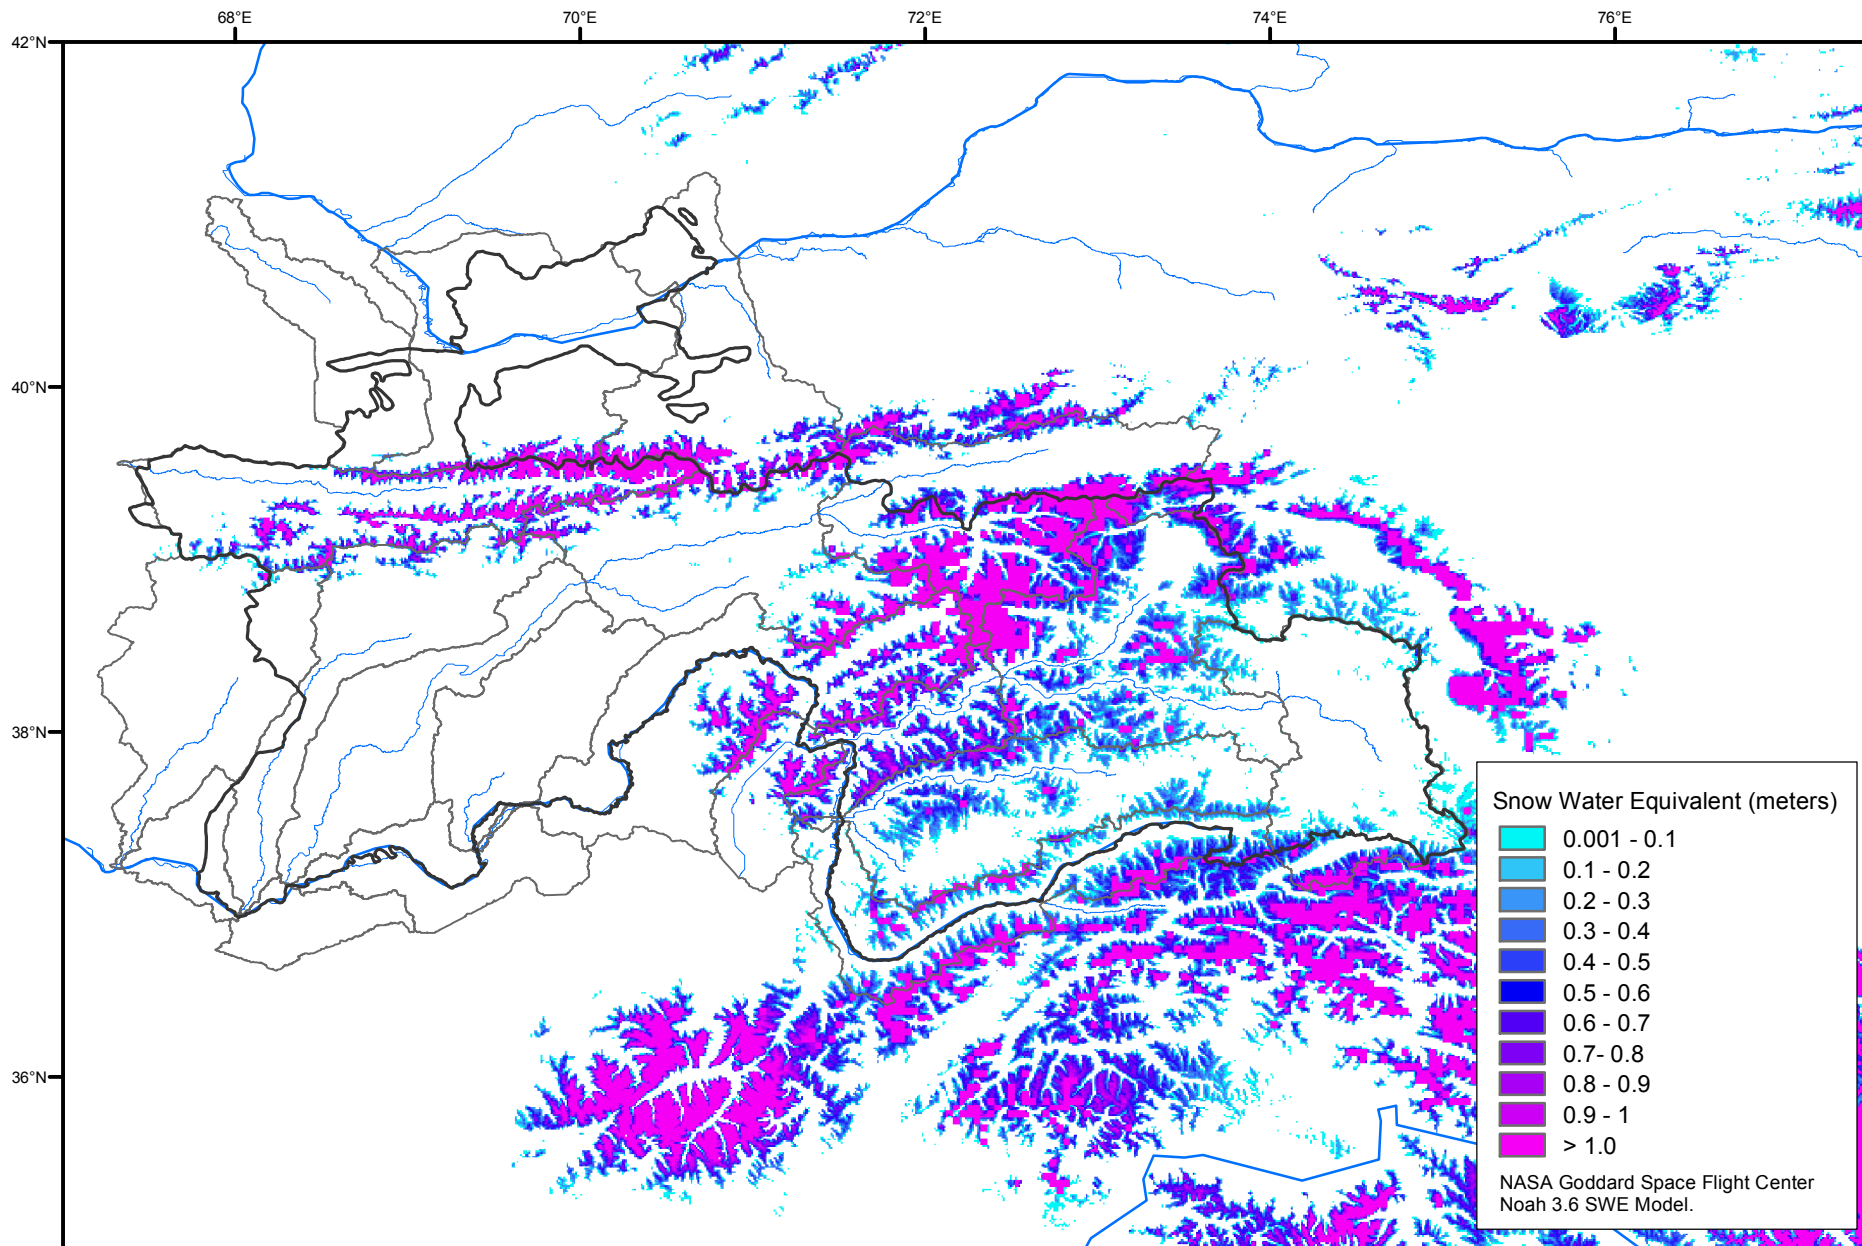 68°E
70°E
72°E
74°E
76°E
42°N
40°N
38°N
36°N
Snow Water Equivalent (meters)
0.001 - 0.1
0.1 - 0.2
0.2 - 0.3
0.3 - 0.4
0.4 - 0.5
0.5 - 0.6
0.6 - 0.7
0.7- 0.8
0.8 - 0.9
0.9 - 1
> 1.0
NASA Goddard Space Flight Center
Noah 3.6 SWE Model.